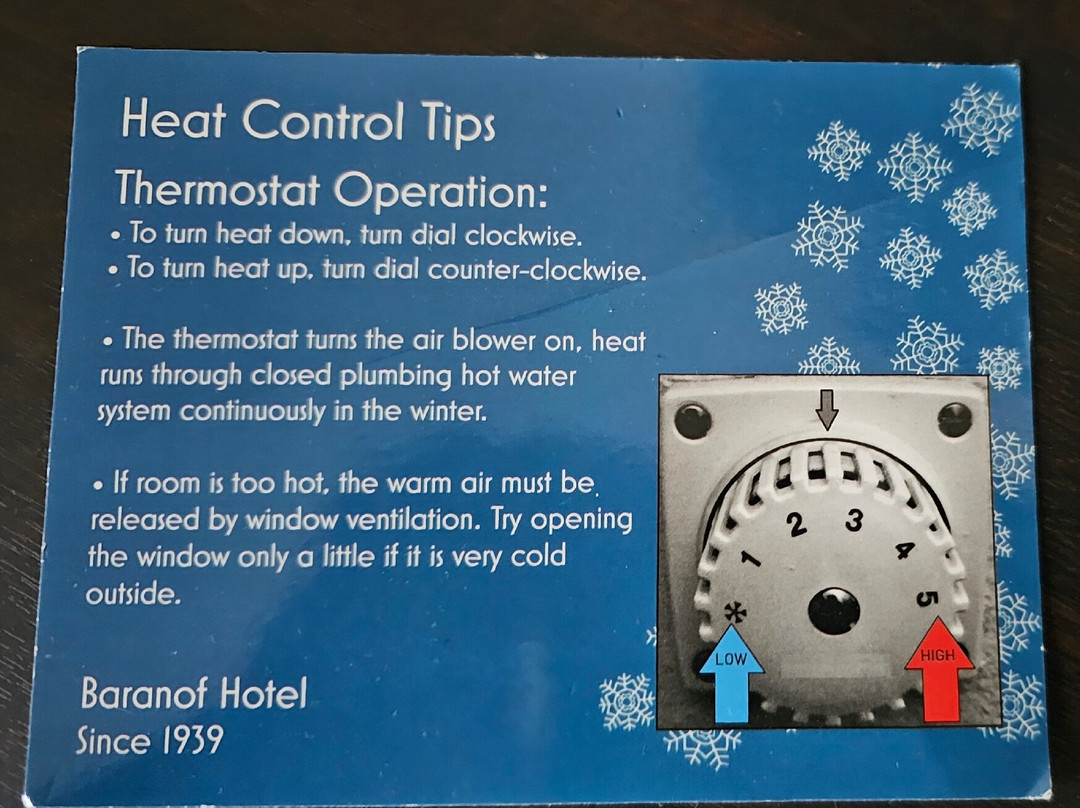 Heat Control Tips
Thermostat Operation:
• To turn heat down, turn dial clockwise.
• To turn heat up, turn dial counter-clockwise.
• The thermostat turns the air blower on, heat
runs through closed plumbing hot water
system continuously in the winter.
• If room is too hot, the warm air must be.
released by window ventilation. Try opening
the window only a little if it is very cold
outside.
Baranof Hotel
Since 1939
* 1 2 3 4 5
LOW HIGH